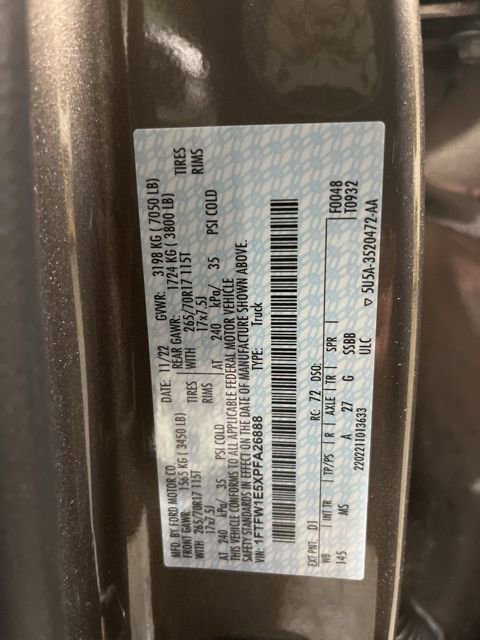 MFD. BY FORD MOTOR CO. DATE: 11/22 GVWR: 3198 KG ( 7050 LB)
FRONT GAWR: 1565 KG ( 3450 LB) REAR GAWR: 1724 KG ( 3800 LB)
WITH 265/70R17 115T TIRES WITH 265/70R17 115T TIRES
17x7.5J RIMS 17x7.5J RIMS
AT 240 kPa/ 35 PSI COLD AT 240 kPa/ 35 PSI COLD
THIS VEHICLE CONFORMS TO ALL APPLICABLE FEDERAL MOTOR VEHICLE
SAFETY STANDARDS IN EFFECT ON THE DATE OF MANUFACTURE SHOWN ABOVE.
VIN: 1FTFW1E5XPFA26888 TYPE: Truck
F0048
T0932
EXT PNT: DJ RC: 72 DSO:
WB INT TR TP/PS R AXLE TR SPR
145 MS A 27 G SSBB
2202211013633 ULC ▽ 5U5A-3520472-AA